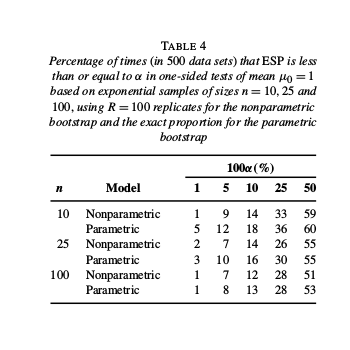 TABLE 4
Percentage of times (in 500 data sets) that ESP is less
than or equal to α in one-sided tests of mean μ0 = 1
based on exponential samples of sizes n = 10, 25 and
100, using R = 100 replicates for the nonparametric
bootstrap and the exact proportion for the parametric
bootstrap
100α (%)
n Model 1 5 10 25 50
10 Nonparametric 1 9 14 33 59
Parametric 5 12 18 36 60
25 Nonparametric 2 7 14 26 55
Parametric 3 10 16 30 55
100 Nonparametric 1 7 12 28 51
Parametric 1 8 13 28 53